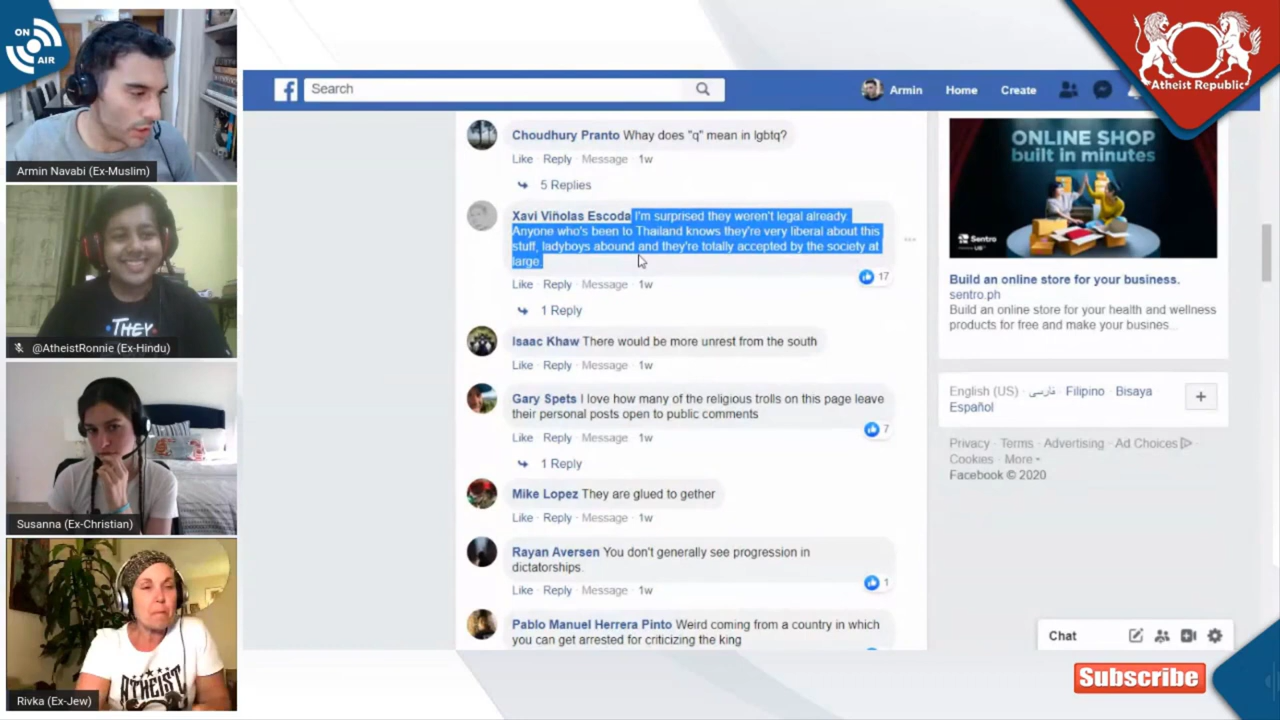 ON
AIR
Armin Navabi (Ex-Muslim)
THEY
@AtheistRonnie (Ex-Hindu)
Susanna (Ex-Christian)
ATHEIST
Rivka (Ex-Jew)
Search
Armin
Home
Create
Atheist Republic
Choudhury Pranto Whay does "q" mean in lgbtq?
Like · Reply · Message · 1w
5 Replies
Xavi Viñolas Escoda I'm surprised they weren't legal already.
Anyone who's been to Thailand knows they're very liberal about this
stuff, ladyboys abound and they're totally accepted by the society at
large.
17
Like · Reply · Message · 1w
1 Reply
Isaac Khaw There would be more unrest from the south
Like · Reply · Message · 1w
Gary Spets I love how many of the religious trolls on this page leave
their personal posts open to public comments
7
Like · Reply · Message · 1w
1 Reply
Mike Lopez They are glued to gether
Like · Reply · Message · 1w
Rayan Aversen You don't generally see progression in
dictatorships.
1
Like · Reply · Message · 1w
Pablo Manuel Herrera Pinto Weird coming from a country in which
you can get arrested for criticizing the king
ONLINE SHOP
built in minutes
Sentro
Build an online store for your business.
sentro.ph
Build an online store for your health and wellness
products for free and make your busines...
English (US) · فارسی · Filipino · Bisaya
Español
+
Privacy · Terms · Advertising · Ad Choices
Cookies · More
Facebook © 2020
Chat
Subscribe